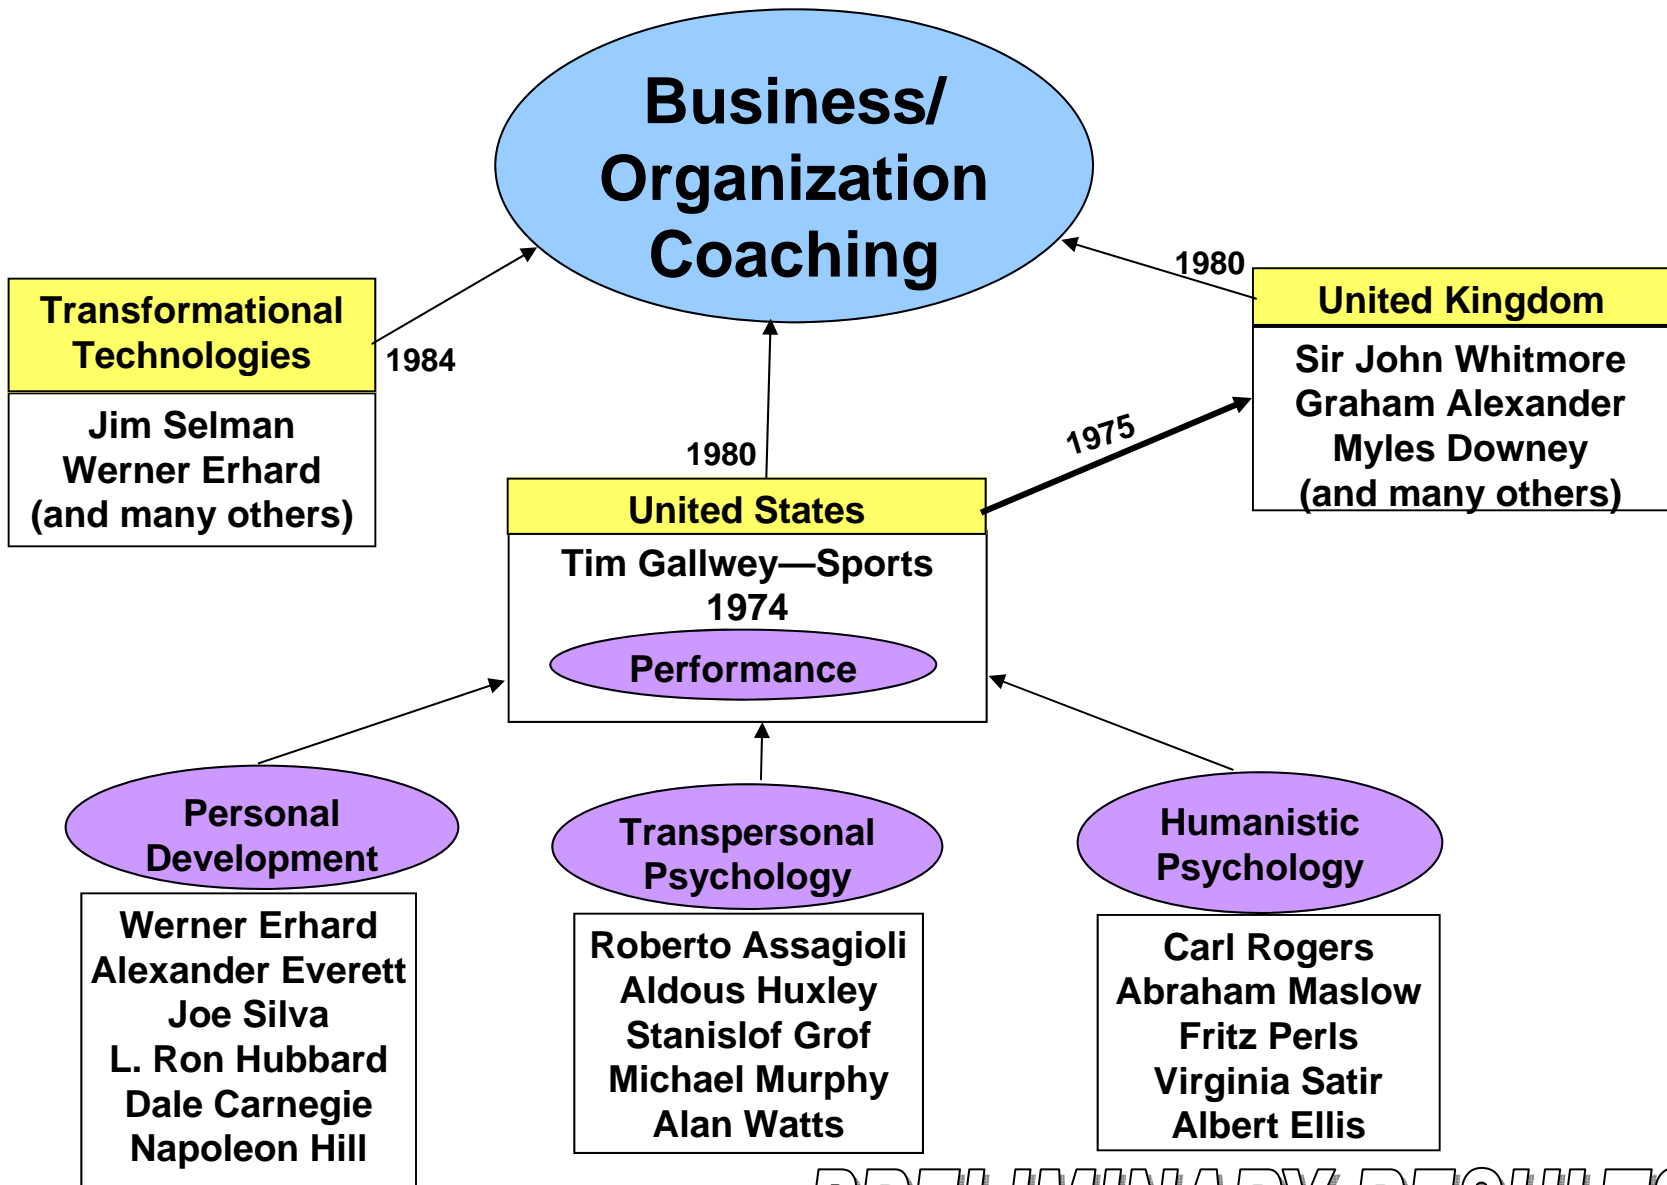 Business/
Organization
Coaching
Transformational
Technologies
1984
Jim Selman
Werner Erhard
(and many others)
1980
United Kingdom
Sir John Whitmore
Graham Alexander
Myles Downey
(and many others)
1975
1980
United States
Tim Gallwey—Sports
1974
Performance
Personal
Development
Werner Erhard
Alexander Everett
Joe Silva
L. Ron Hubbard
Dale Carnegie
Napoleon Hill
Transpersonal
Psychology
Roberto Assagioli
Aldous Huxley
Stanislof Grof
Michael Murphy
Alan Watts
Humanistic
Psychology
Carl Rogers
Abraham Maslow
Fritz Perls
Virginia Satir
Albert Ellis